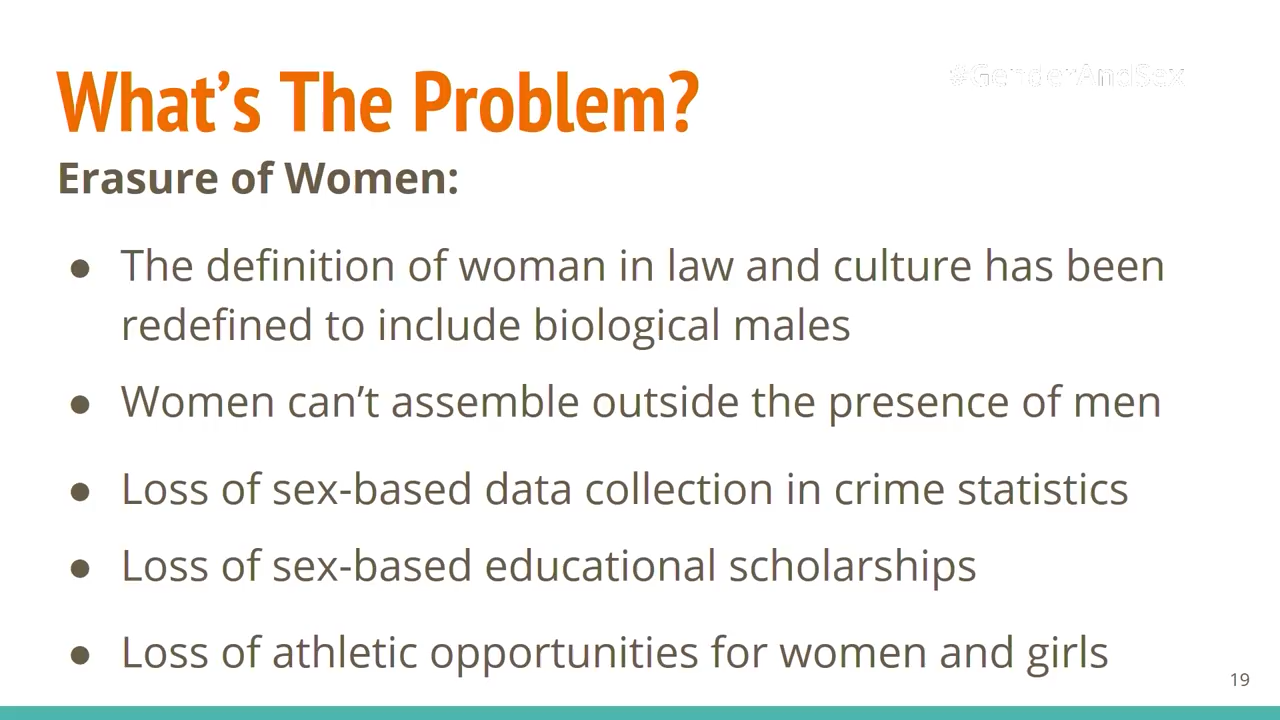 #GenderAndSex
What's The Problem?
Erasure of Women:
● The definition of woman in law and culture has been
redefined to include biological males
● Women can't assemble outside the presence of men
● Loss of sex-based data collection in crime statistics
● Loss of sex-based educational scholarships
● Loss of athletic opportunities for women and girls
19